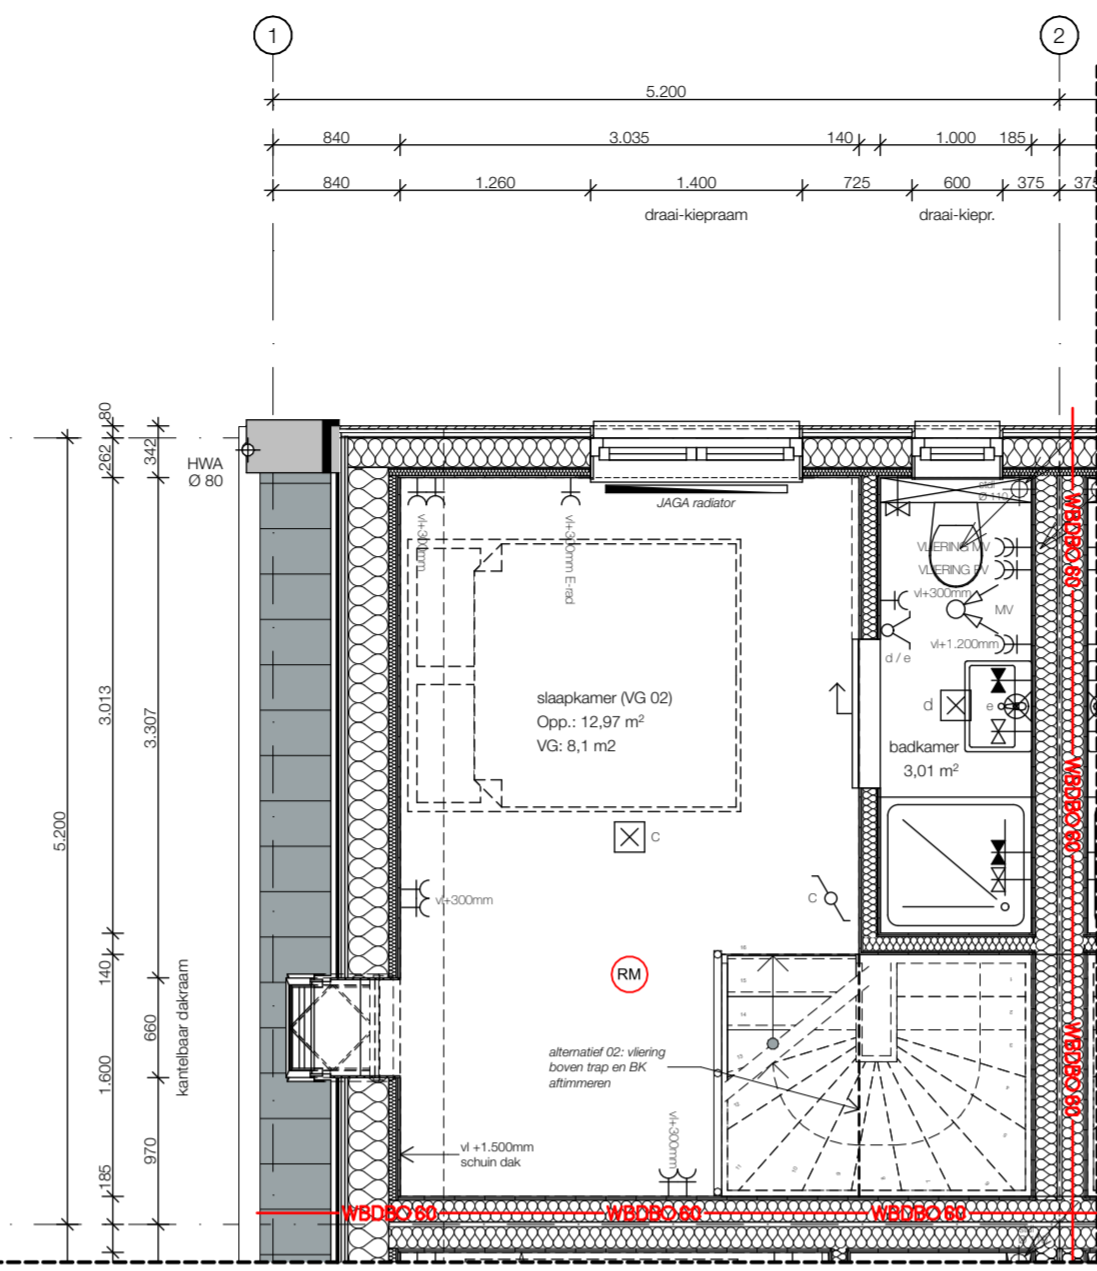 1
2
5.200
840
3.035
140
1.000
185
840
1.260
1.400
725
600
375
375
draai-kiepraam
draai-kiepr.
80
262
342
HWA
Ø 80
JAGA radiator
Ø 110
vl+300mm
vl+300mm E-rad
VLIERING MV
VLIERING PV
vl+300mm
MV
vl+1.200mm
d / e
WBDBO 60
3.013
3.307
slaapkamer (VG 02)
Opp.: 12,97 m²
VG: 8,1 m2
d
e
badkamer
3,01 m²
WBDBO 60
5.200
C
vl+300mm
C
140
RM
660
kantelbaar dakraam
1.600
alternatief 02: vliering
boven trap en BK
aftimmeren
WBDBO 60
vl+300mm
970
vl +1.500mm
schuin dak
185
WBDBO 60
WBDBO 60
WBDBO 60